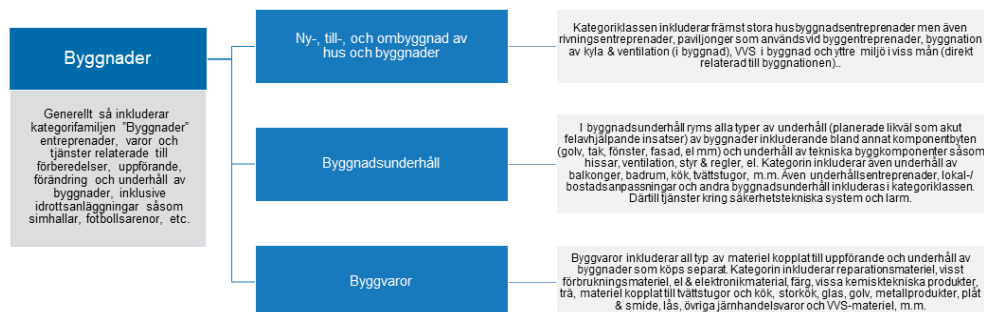 Byggnader
Generellt så inkluderar
kategorifamiljen ”Byggnader”
entreprenader, varor och
tjänster relaterade till
förberedelser, uppförande,
förändring och underhåll av
byggnader, inklusive
idrottsanläggningar såsom
simhallar, fotbollsarenor, etc.
Ny-, till-, och ombyggnad av
hus och byggnader
Kategoriklassen inkluderar främst stora husbyggnadsentreprenader men även
rivningsentreprenader, paviljonger som används vid byggentreprenader, byggnation
av kyla & ventilation (i byggnad), VVS i byggnad och yttre miljö i viss mån (direkt
relaterad till byggnationen)..
Byggnadsunderhåll
I byggnadsunderhåll ryms alla typer av underhåll (planerade likväl som akut
felavhjälpande insatser) av byggnader inkluderande bland annat komponentbyten
(golv, tak, fönster, fasad, el mm) och underhåll av tekniska byggkomponenter såsom
hissar, ventilation, styr & regler, el. Kategorin inkluderar även underhåll av
balkonger, badrum, kök, tvättstugor, m.m. Även underhållsentreprenader, lokal-/
bostadsanpassningar och andra byggnadsunderhåll inkluderas i kategoriklassen.
Därtill tjänster kring säkerhetstekniska system och larm.
Byggvaror
Byggvaror inkluderar all typ av materiel kopplat till uppförande och underhåll av
byggnader som köps separat. Kategorin inkluderar reparationsmateriel, visst
förbrukningsmateriel, el & elektronikmaterial, färg, vissa kemisktekniska produkter,
trä, materiel kopplat till tvättstugor och kök, storkök, glas, golv, metallprodukter, plåt
& smide, lås, övriga järnhandelsvaror och VVS-materiel, m.m.